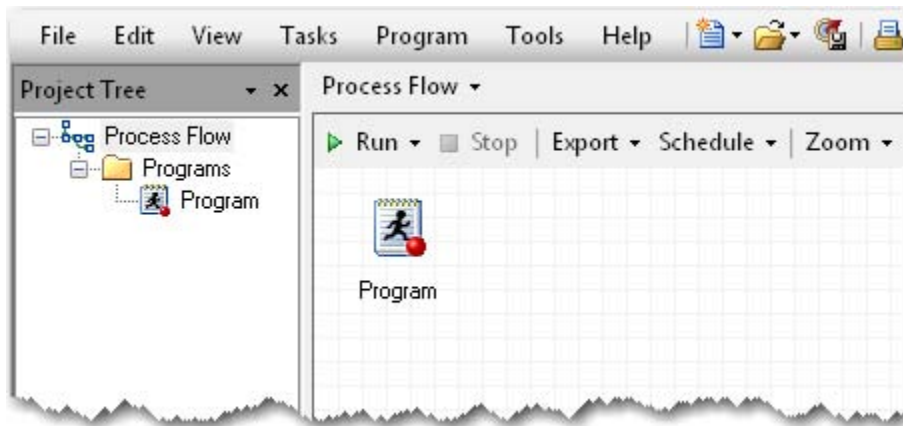 File Edit View Tasks Program Tools Help
Project Tree
Process Flow
Programs
Program
Process Flow
Run Stop Export Schedule Zoom
Program